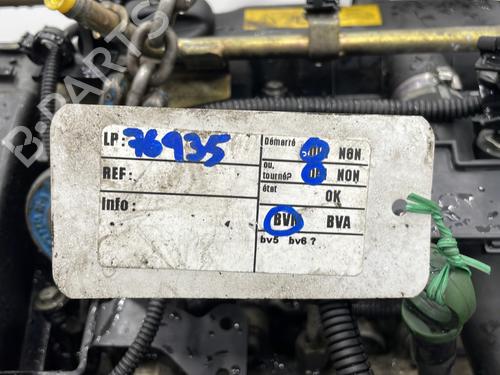 LP: 76935
REF:
Info :
Démarré NON
ou,
tourné? NON
état
OK
BVM BVA
bv5 bv6 ?
B-PARTS